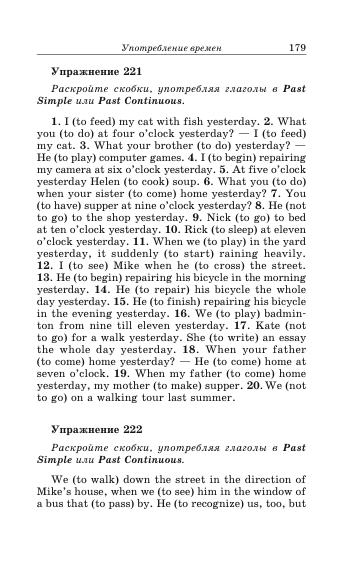 Употребление времен 179
Упражнение 221
Раскройте скобки, употребляя глаголы в Past
Simple или Past Continuous.
1. I (to feed) my cat with fish yesterday. 2. What
you (to do) at four o'clock yesterday? — I (to feed)
my cat. 3. What your brother (to do) yesterday? —
He (to play) computer games. 4. I (to begin) repairing
my camera at six o'clock yesterday. 5. At five o'clock
yesterday Helen (to cook) soup. 6. What you (to do)
when your sister (to come) home yesterday? 7. You
(to have) supper at nine o'clock yesterday? 8. He (not
to go) to the shop yesterday. 9. Nick (to go) to bed
at ten o'clock yesterday. 10. Rick (to sleep) at eleven
o'clock yesterday. 11. When we (to play) in the yard
yesterday, it suddenly (to start) raining heavily.
12. I (to see) Mike when he (to cross) the street.
13. He (to begin) repairing his bicycle in the morning
yesterday. 14. He (to repair) his bicycle the whole
day yesterday. 15. He (to finish) repairing his bicycle
in the evening yesterday. 16. We (to play) badmin-
ton from nine till eleven yesterday. 17. Kate (not
to go) for a walk yesterday. She (to write) an essay
the whole day yesterday. 18. When your father
(to come) home yesterday? — He (to come) home at
seven o'clock. 19. When my father (to come) home
yesterday, my mother (to make) supper. 20. We (not
to go) on a walking tour last summer.
Упражнение 222
Раскройте скобки, употребляя глаголы в Past
Simple или Past Continuous.
We (to walk) down the street in the direction of
Mike's house, when we (to see) him in the window of
a bus that (to pass) by. He (to recognize) us, too, but